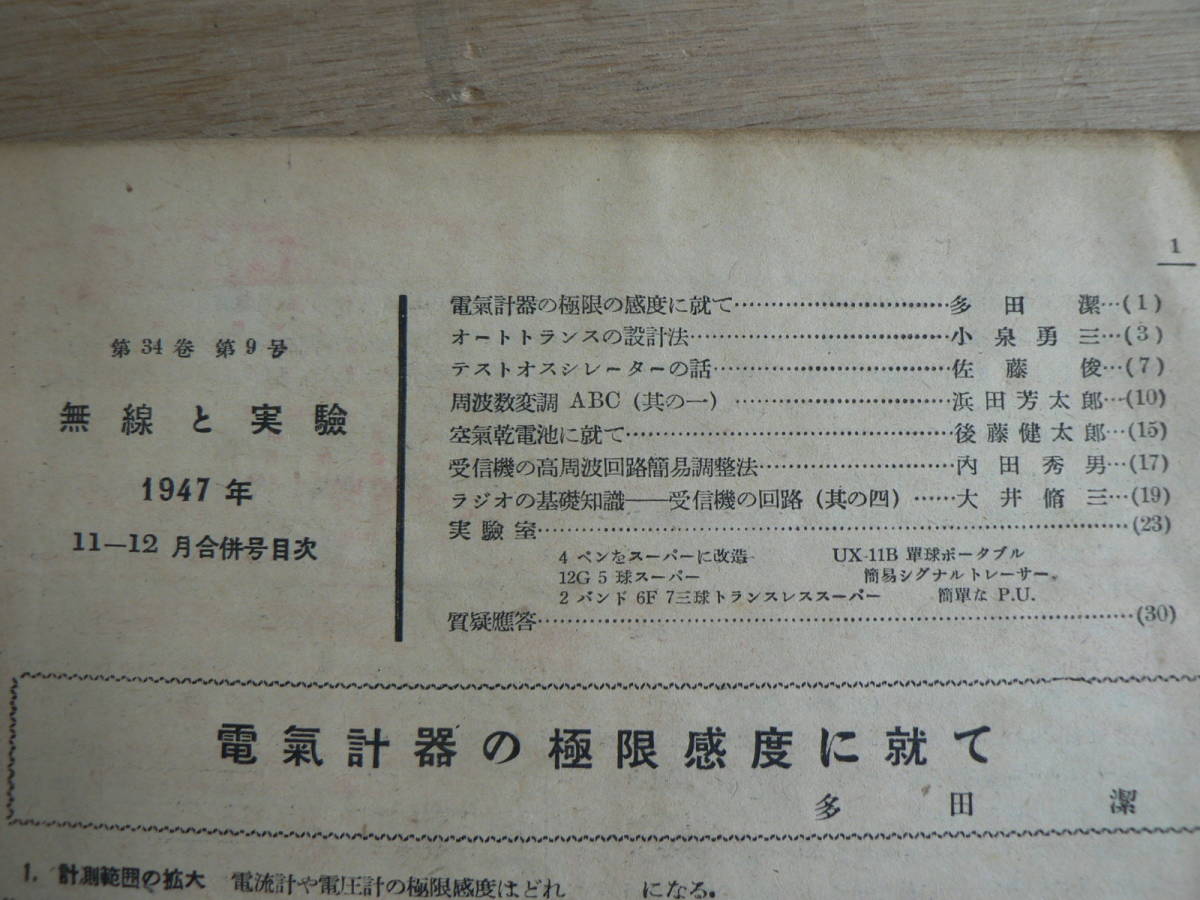 1
第34巻 第9号
無線と実驗
1947年
11—12 月合併号目次
電氣計器の極限の感度に就て…………………………多田潔…(1)
オートトランスの設計法…………………………小泉勇三…(3)
テストオスシレーターの話…………………………佐藤俊…(7)
周波数変調 ABC (其の一) …………………………浜田芳太郎…(10)
空氣乾電池に就て…………………………後藤健太郎…(15)
受信機の高周波回路簡易調整法…………………………内田秀男…(17)
ラジオの基礎知識——受信機の回路 (其の四) ……大井脩三…(19)
実驗室…………………………(23)
4 ペンをスーパーに改造 UX-11B 單球ポータブル
12G 5 球スーパー 簡易シグナルトレーサー
2 バンド 6F 7三球トランスレススーパー 簡單な P.U.
質疑應答…………………………(30)
電氣計器の極限感度に就て
多田潔
1. 計測範囲の拡大 電流計や電圧計の極限感度はどれ
になる。